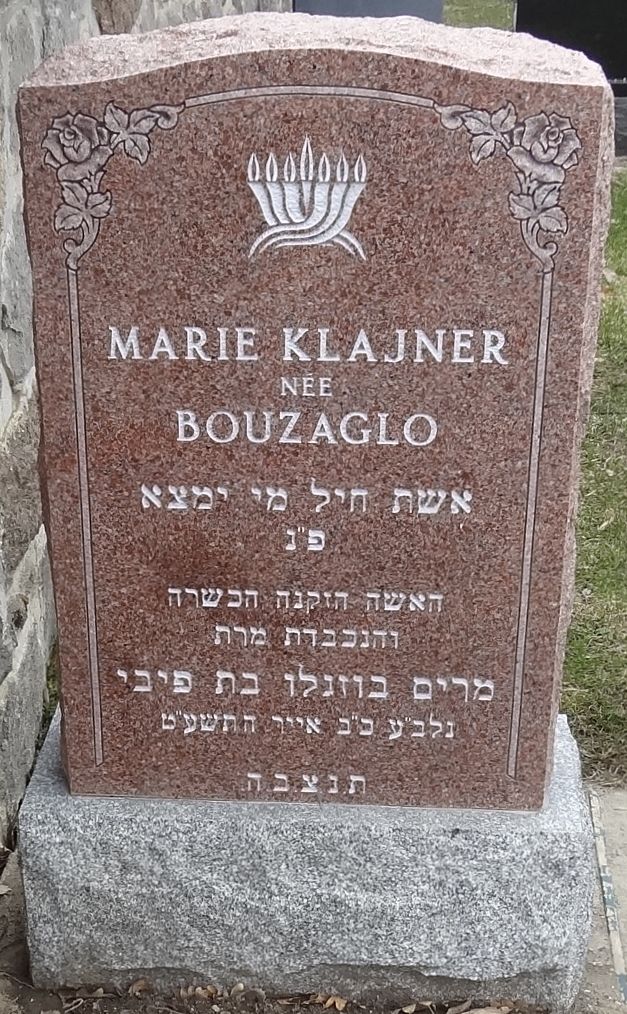 MARIE KLAJNER
NÉE
BOUZAGLO
אשת חיל מי ימצא
פ"נ
האשה הזקנה הכשרה
והנכבדת מרת
מרים בוזגלו בת פיבי
נלב"ע כ"ב אייר התשע"ט
ת נ צ ב ה